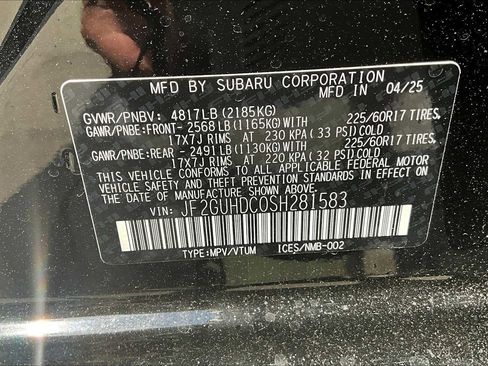 MFD BY SUBARU CORPORATION
MFD IN 04/25
GVWR/PNBV: 4817LB (2185KG)
GAWR/PNBE:FRONT- 2568LB (1165KG)WITH 225/60R17 TIRES,
17X7J RIMS AT 230 KPA (33 PSI)COLD
GAWR/PNBE:REAR - 2491LB (1130KG)WITH 225/60R17 TIRES,
17X7J RIMS AT 220 KPA (32 PSI)COLD
THIS VEHICLE CONFORMS TO ALL APPLICABLE FEDERAL MOTOR
VEHICLE SAFETY AND BUMPER STANDARDS IN EFFECT ON
THE DATE OF MANUFACTURE SHOWN ABOVE.
VIN: JF2GUHDC0SH281583
TYPE:MPV/VTUM ICES/NMB-002